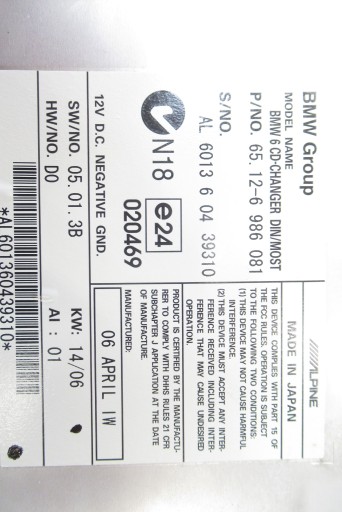 BMW Group
MODEL NAME
BMW 6 CD-CHANGER DIN/MOST
P/NO. 65.12-6 986 081
S/NO.
AL 6013 6 04 39310
N18
e24
020469
12V D.C. NEGATIVE GND.
SW/NO. 05.01.3B
HW/NO. D0
KW: 14/06
AI : 01
*AL601360439310*
ALPINE
MADE IN JAPAN
THIS DEVICE COMPLIES WITH PART 15 OF
THE FCC RULES. OPERATION IS SUBJECT
TO THE FOLLOWING TWO CONDITIONS:
(1) THIS DEVICE MAY NOT CAUSE HARMFUL
INTERFERENCE
(2) THIS DEVICE MUST ACCEPT ANY INTER-
FERENCE RECEIVED INCLUDING INTER-
FERENCE THAT MAY CAUSE UNDESIRED
OPERATION.
PRODUCT IS CERTIFIED BY THE MANUFACTU-
RER TO COMPLY WITH DHHS RULES 21 CFR
SUBCHAPTER J APPLICATION AT THE DATE
OF MANUFACTURE.
MANUFACTURED:
06 APRIL IW